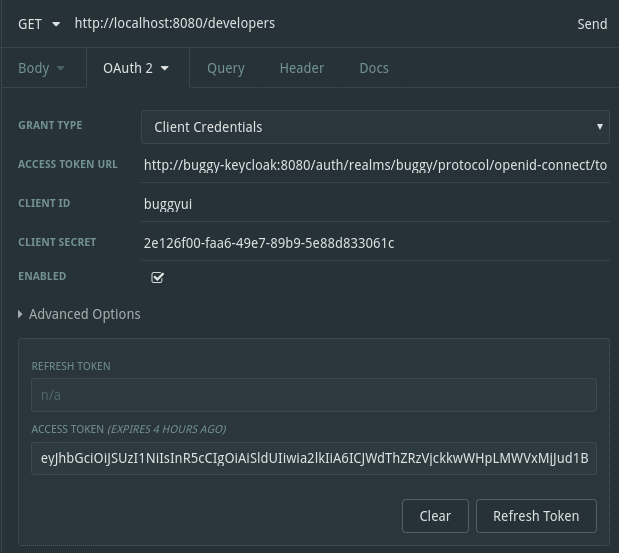 GET http://localhost:8080/developers Send
Body OAuth 2 Query Header Docs
GRANT TYPE Client Credentials
ACCESS TOKEN URL http://buggy-keycloak:8080/auth/realms/buggy/protocol/openid-connect/to
CLIENT ID buggyui
CLIENT SECRET 2e126f00-faa6-49e7-89b9-5e88d833061c
ENABLED
Advanced Options
REFRESH TOKEN
n/a
ACCESS TOKEN (EXPIRES 4 HOURS AGO)
eyJhbGciOiJSUzI1NiIsInR5cCIgOiAiSldUIiwia2lkIiA6ICJWdThZRzVjckkwWHpLMWVxMjJud1B
Clear Refresh Token